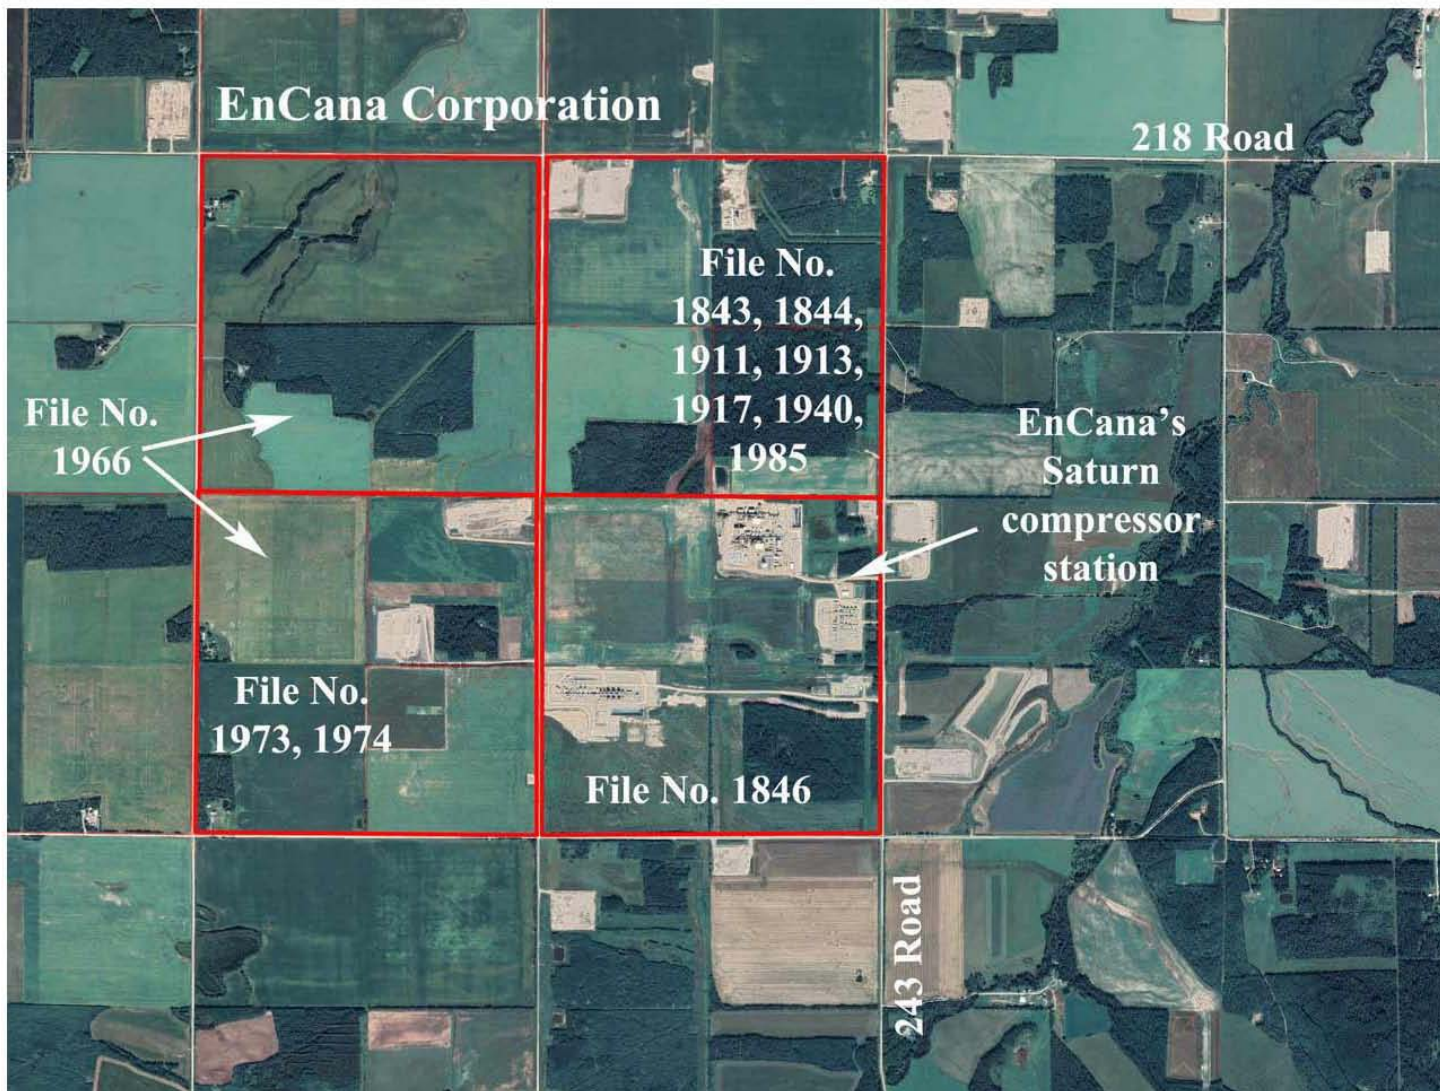 EnCana Corporation
218 Road
File No.
1843, 1844,
1911, 1913,
1917, 1940,
1985
File No.
1966
EnCana’s
Saturn
compressor
station
File No.
1973, 1974
File No. 1846
243 Road